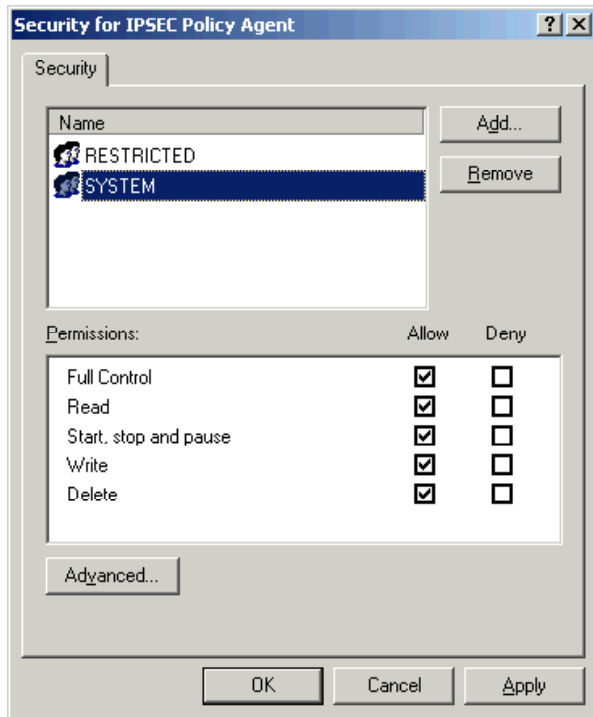 Security for IPSEC Policy Agent
Security
Name
Add...
RESTRICTED
Remove
SYSTEM
Permissions: Allow Deny
Full Control
Read
Start, stop and pause
Write
Delete
Advanced...
OK Cancel Apply